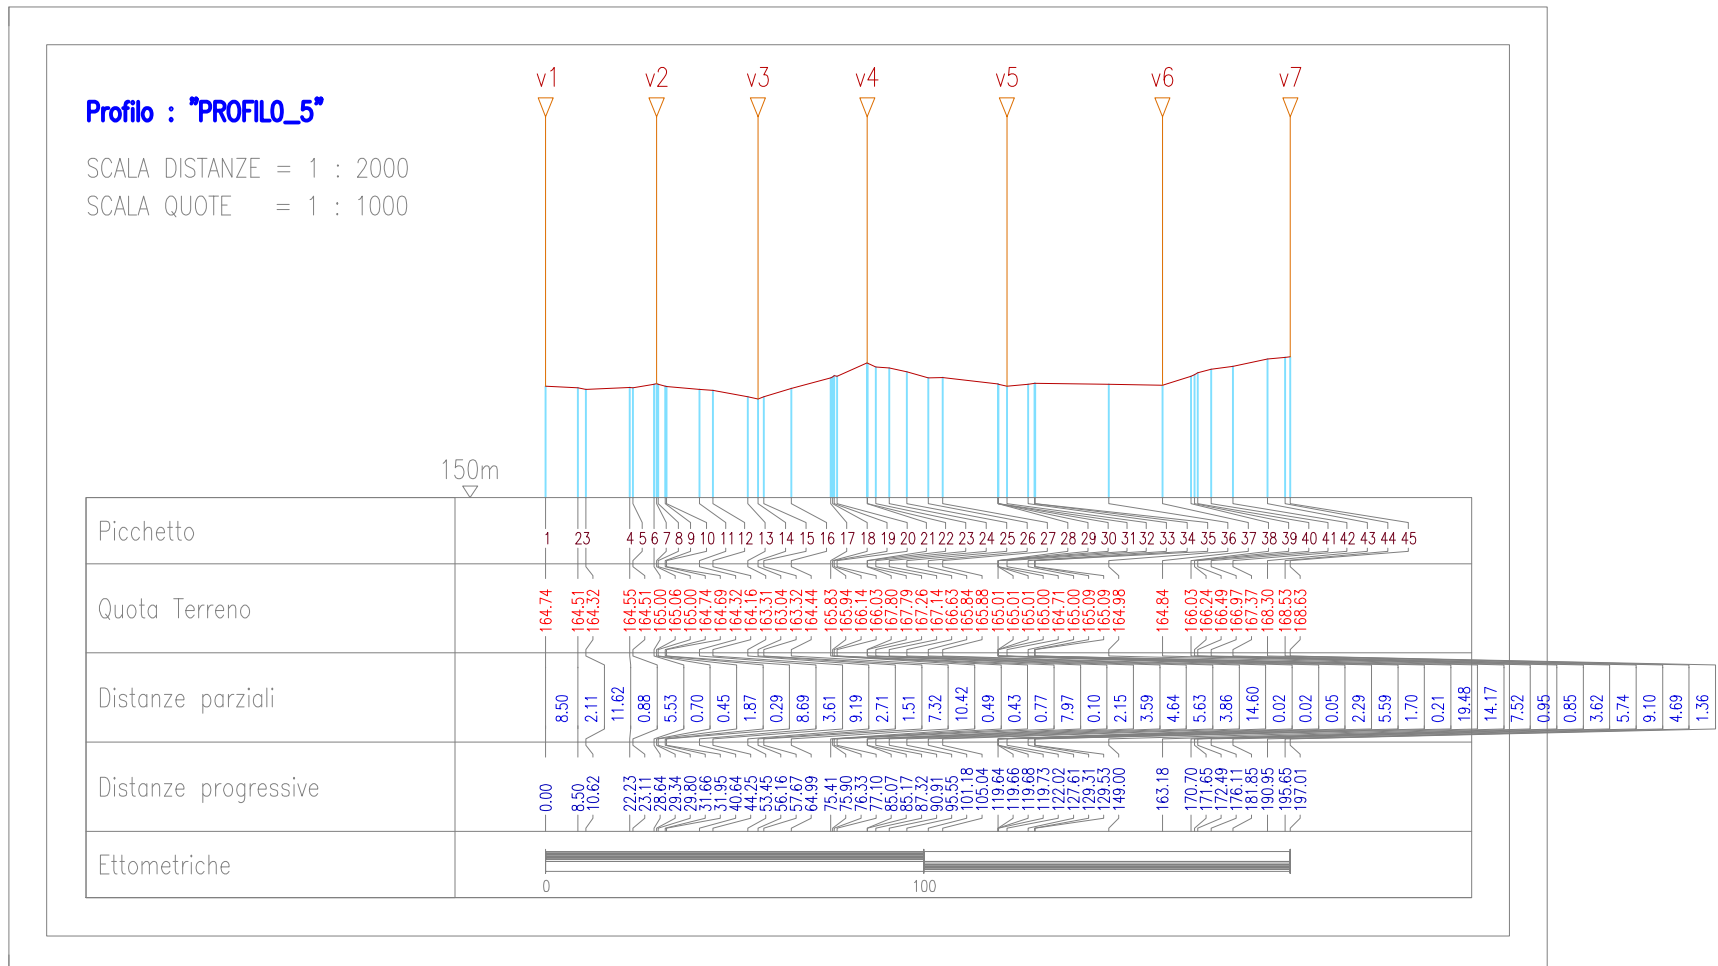 v1 v2 v3 v4 v5 v6 v7
Profilo : "PROFILO_5"
SCALA DISTANZE = 1 : 2000
SCALA QUOTE = 1 : 1000
150m
Picchetto 1 2 3 4 5 6 7 8 9 10 11 12 13 14 15 16 17 18 19 20 21 22 23 24 25 26 27 28 29 30 31 32 33 34 35 36 37 38 39 40 41 42 43 44 45
Quota Terreno 164.74 164.51 164.32 164.55 164.51 165.00 165.06 165.00 164.74 164.69 164.32 164.16 163.31 163.04 163.32 164.44 165.83 165.94 166.14 166.03 167.80 167.79 167.26 167.14 166.63 165.84 165.88 165.01 165.01 165.01 165.00 164.71 165.00 165.09 165.09 164.98 164.84 166.03 166.24 166.49 166.97 167.37 168.30 168.53 168.63
Distanze parziali 8.50 2.11 11.62 0.88 5.53 0.70 0.45 1.87 0.29 8.69 3.61 9.19 2.71 1.51 7.32 10.42 0.49 0.43 0.77 7.97 0.10 2.15 3.59 4.64 5.63 3.86 14.60 0.02 0.02 0.05 2.29 5.59 1.70 0.21 19.48 14.17 7.52 0.95 0.85 3.62 5.74 9.10 4.69 1.36
Distanze progressive 0.00 8.50 10.62 22.23 23.11 28.64 29.34 29.80 31.66 31.95 40.64 44.25 53.45 56.16 57.67 64.99 75.41 75.90 76.33 77.10 85.07 85.17 87.32 90.91 95.55 101.18 105.04 119.64 119.66 119.68 119.73 122.02 127.61 129.31 129.53 149.00 163.18 170.70 171.65 172.49 176.11 181.85 190.95 195.65 197.01
Ettometriche
0 100